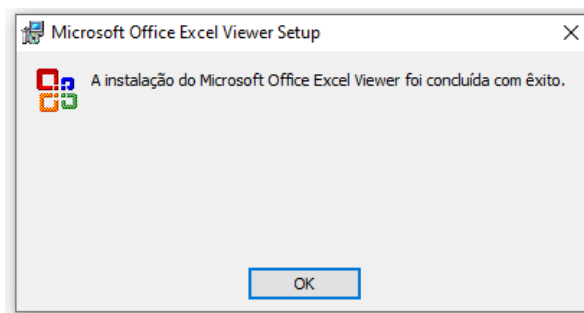 Microsoft Office Excel Viewer Setup
A instalação do Microsoft Office Excel Viewer foi concluída com êxito.
OK